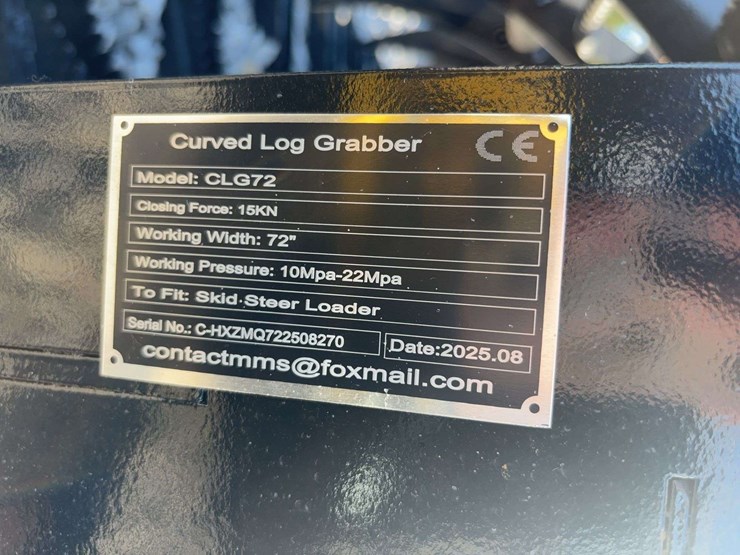 Curved Log Grabber CE
Model: CLG72
Closing Force: 15KN
Working Width: 72"
Working Pressure: 10Mpa-22Mpa
To Fit: Skid Steer Loader
Serial No.: C-HXZMQ722508270 Date:2025.08
contactmms@foxmail.com